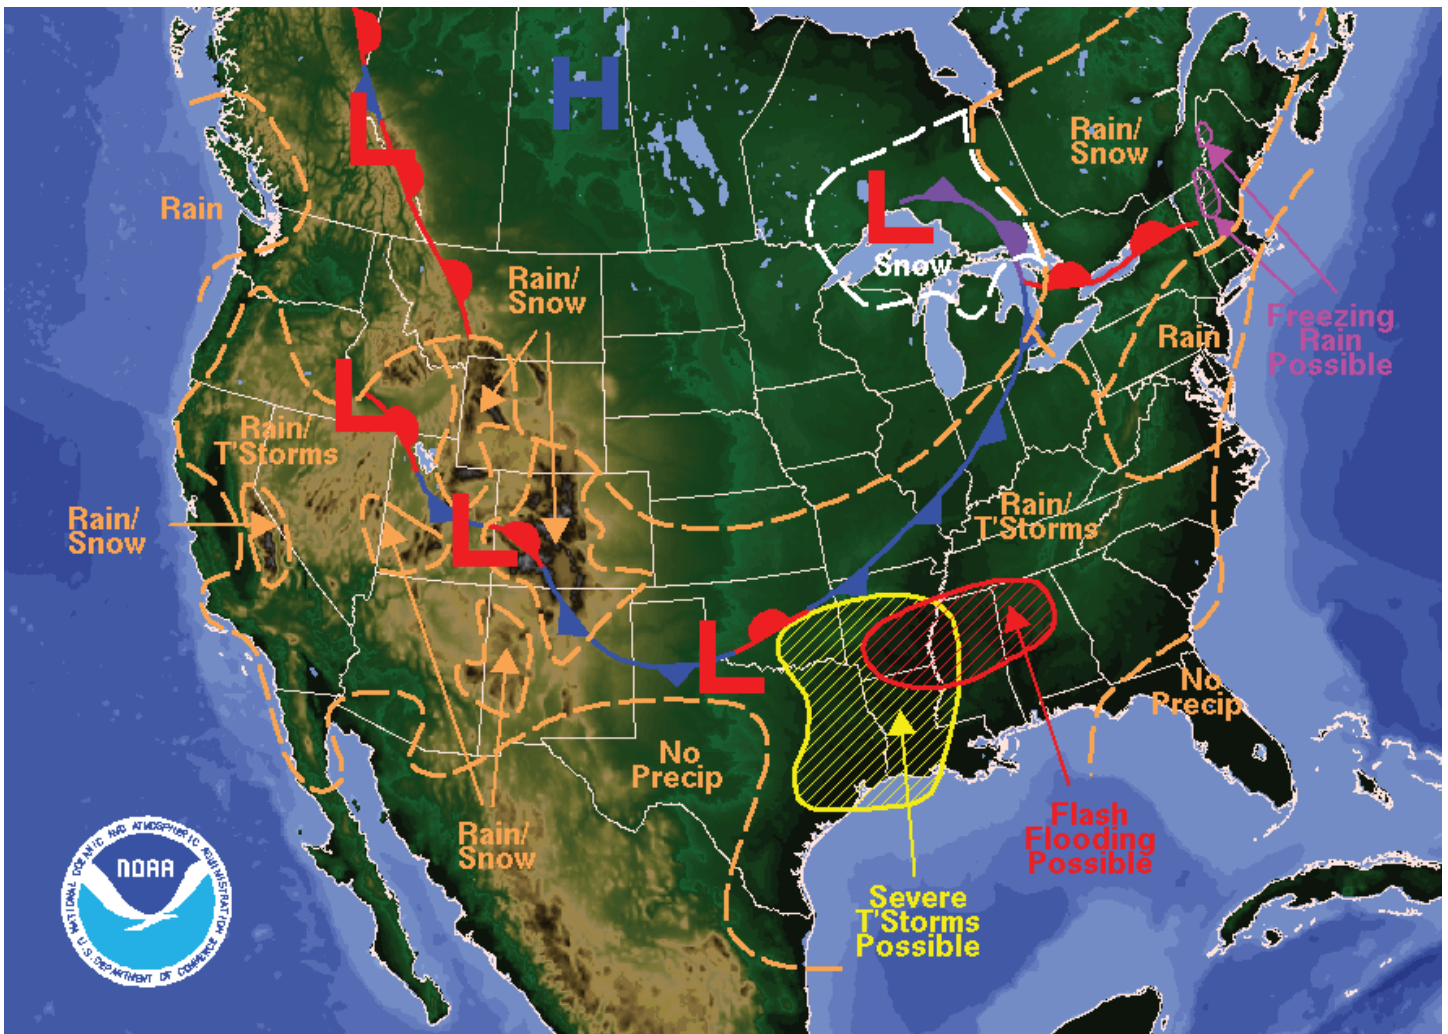 H
L
Rain/
Snow
Rain
L
Snow
Rain/
Snow
Freezing
Rain
Possible
Rain
L
Rain/
T'Storms
Rain/
Snow
L
Rain/
T'Storms
L
No
Precip
No
Precip
Rain/
Snow
Flash
Flooding
Possible
Severe
T'Storms
Possible
NATIONAL OCEANIC AND ATMOSPHERIC ADMINISTRATION
NOAA
U.S. DEPARTMENT OF COMMERCE